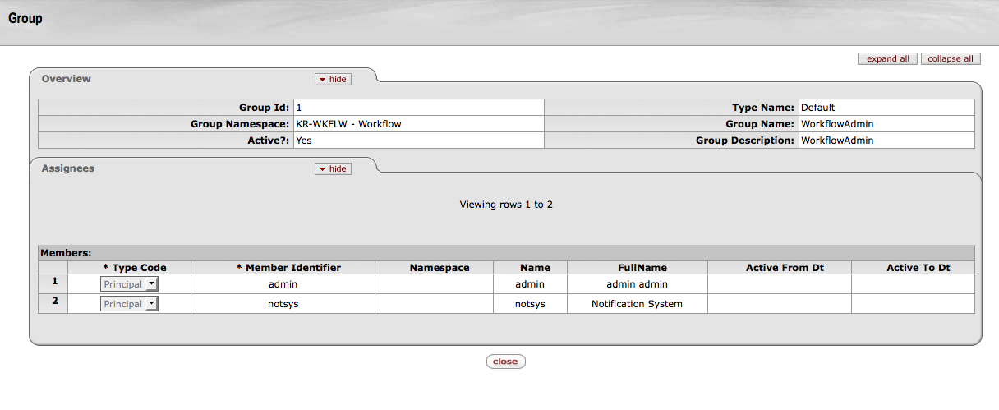 Group
expand all collapse all
Overview hide
Group Id: 1 Type Name: Default
Group Namespace: KR-WKFLW - Workflow Group Name: WorkflowAdmin
Active?: Yes Group Description: WorkflowAdmin
Assignees hide
Viewing rows 1 to 2
Members:
* Type Code * Member Identifier Namespace Name FullName Active From Dt Active To Dt
1 Principal admin admin admin admin
2 Principal notsys notsys Notification System
close